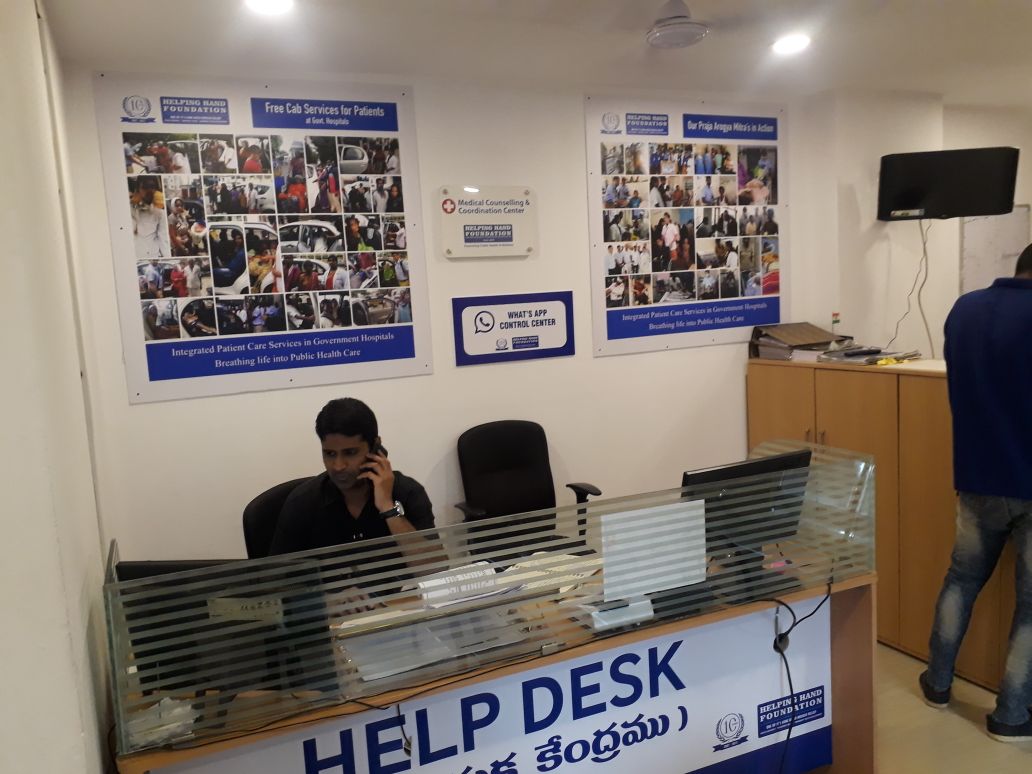 HELPING HAND
FOUNDATION
Free Cab Services for Patients
at Govt. Hospitals
Integrated Patient Care Services in Government Hospitals
Breathing life into Public Health Care
Medical Counselling &
Coordination Center
HELPING HAND
FOUNDATION
WHAT'S APP
CONTROL CENTER
HELPING HAND
FOUNDATION
Our Praja Arogya Mitra's in Action
Integrated Patient Care Services in Government Hospitals
Breathing life into Public Health Care
HELP DESK
కేంద్రము )
HELPING HAND
FOUNDATION